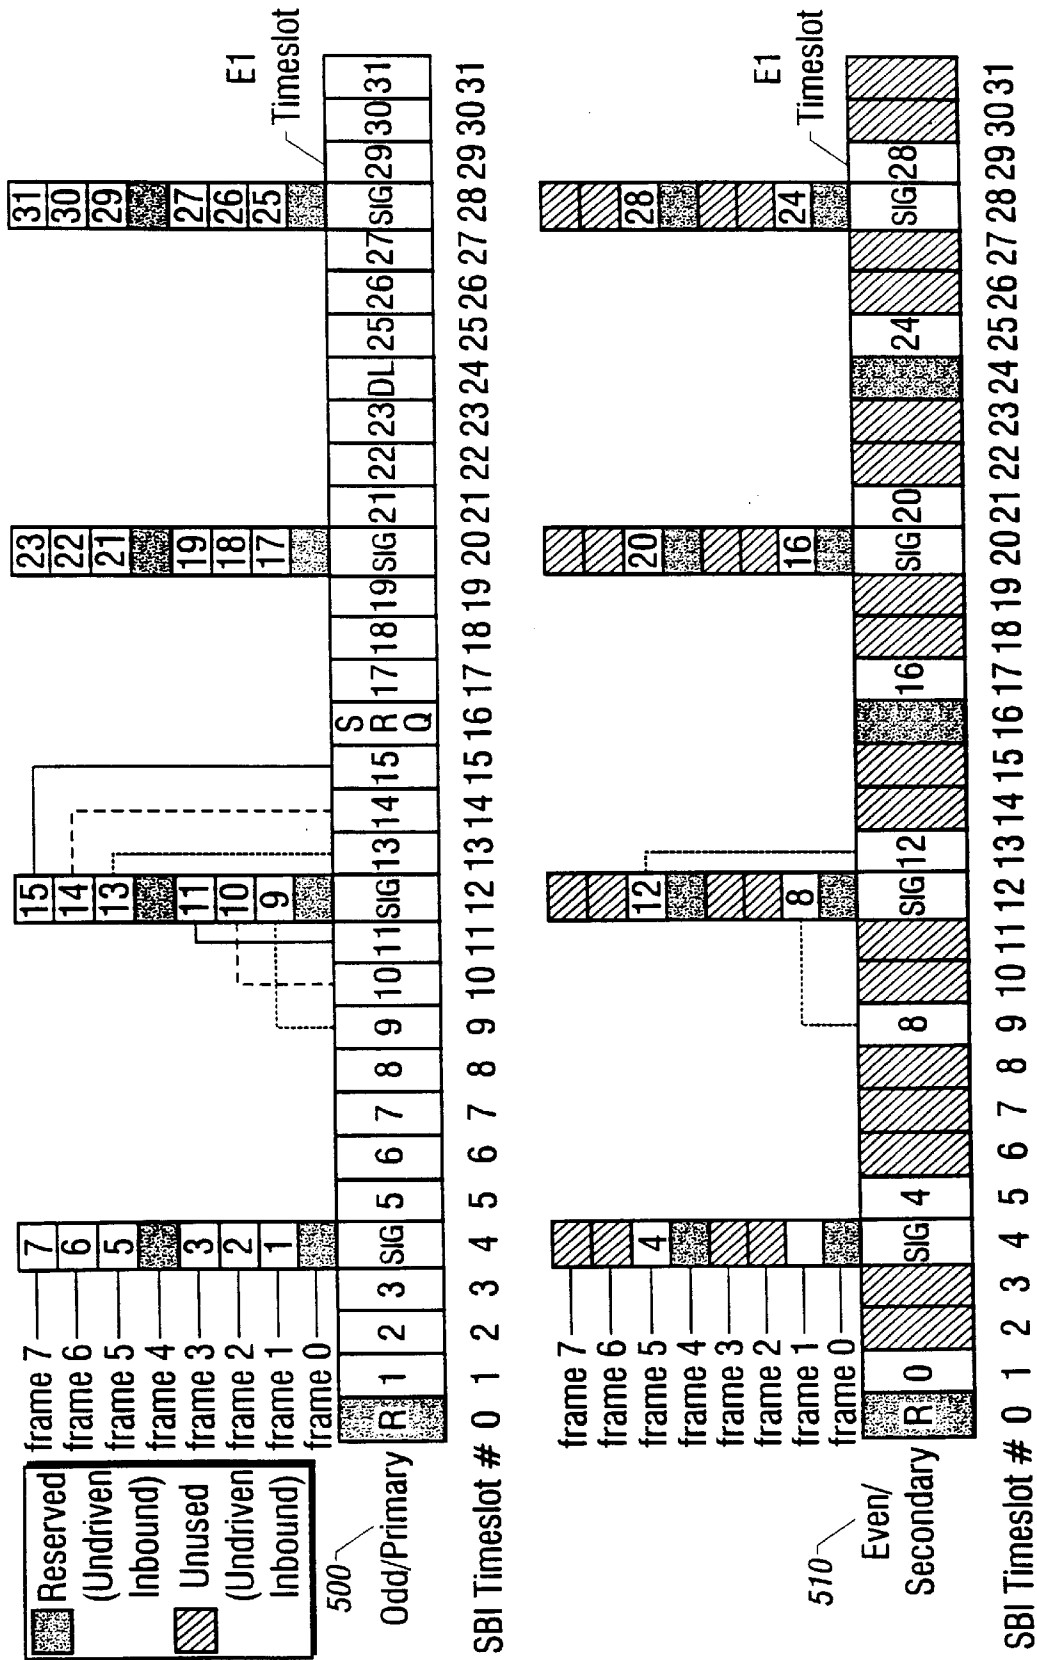 Reserved
(Undriven
Inbound)
Unused
(Undriven
Inbound)
frame 7
frame 6
frame 5
frame 4
frame 3
frame 2
frame 1
frame 0
7
6
5
3
2
1
15
14
13
11
10
9
23
22
21
19
18
17
31
30
29
27
26
25
E1
Timeslot
500
Odd/Primary
R 1 2 3 SIG 5 6 7 8 9 10 11 SIG 13 14 15 SRQ 17 18 19 SIG 21 22 23 DL 25 26 27 SIG 29 30 31
SBI Timeslot # 0 1 2 3 4 5 6 7 8 9 10 11 12 13 14 15 16 17 18 19 20 21 22 23 24 25 26 27 28 29 30 31
frame 7
frame 6
frame 5
frame 4
frame 3
frame 2
frame 1
frame 0
4
12
8
20
16
28
24
E1
Timeslot
510
Even/
Secondary
R 0 SIG 4 8 SIG 12 16 SIG 20 24 SIG 28
SBI Timeslot # 0 1 2 3 4 5 6 7 8 9 10 11 12 13 14 15 16 17 18 19 20 21 22 23 24 25 26 27 28 29 30 31